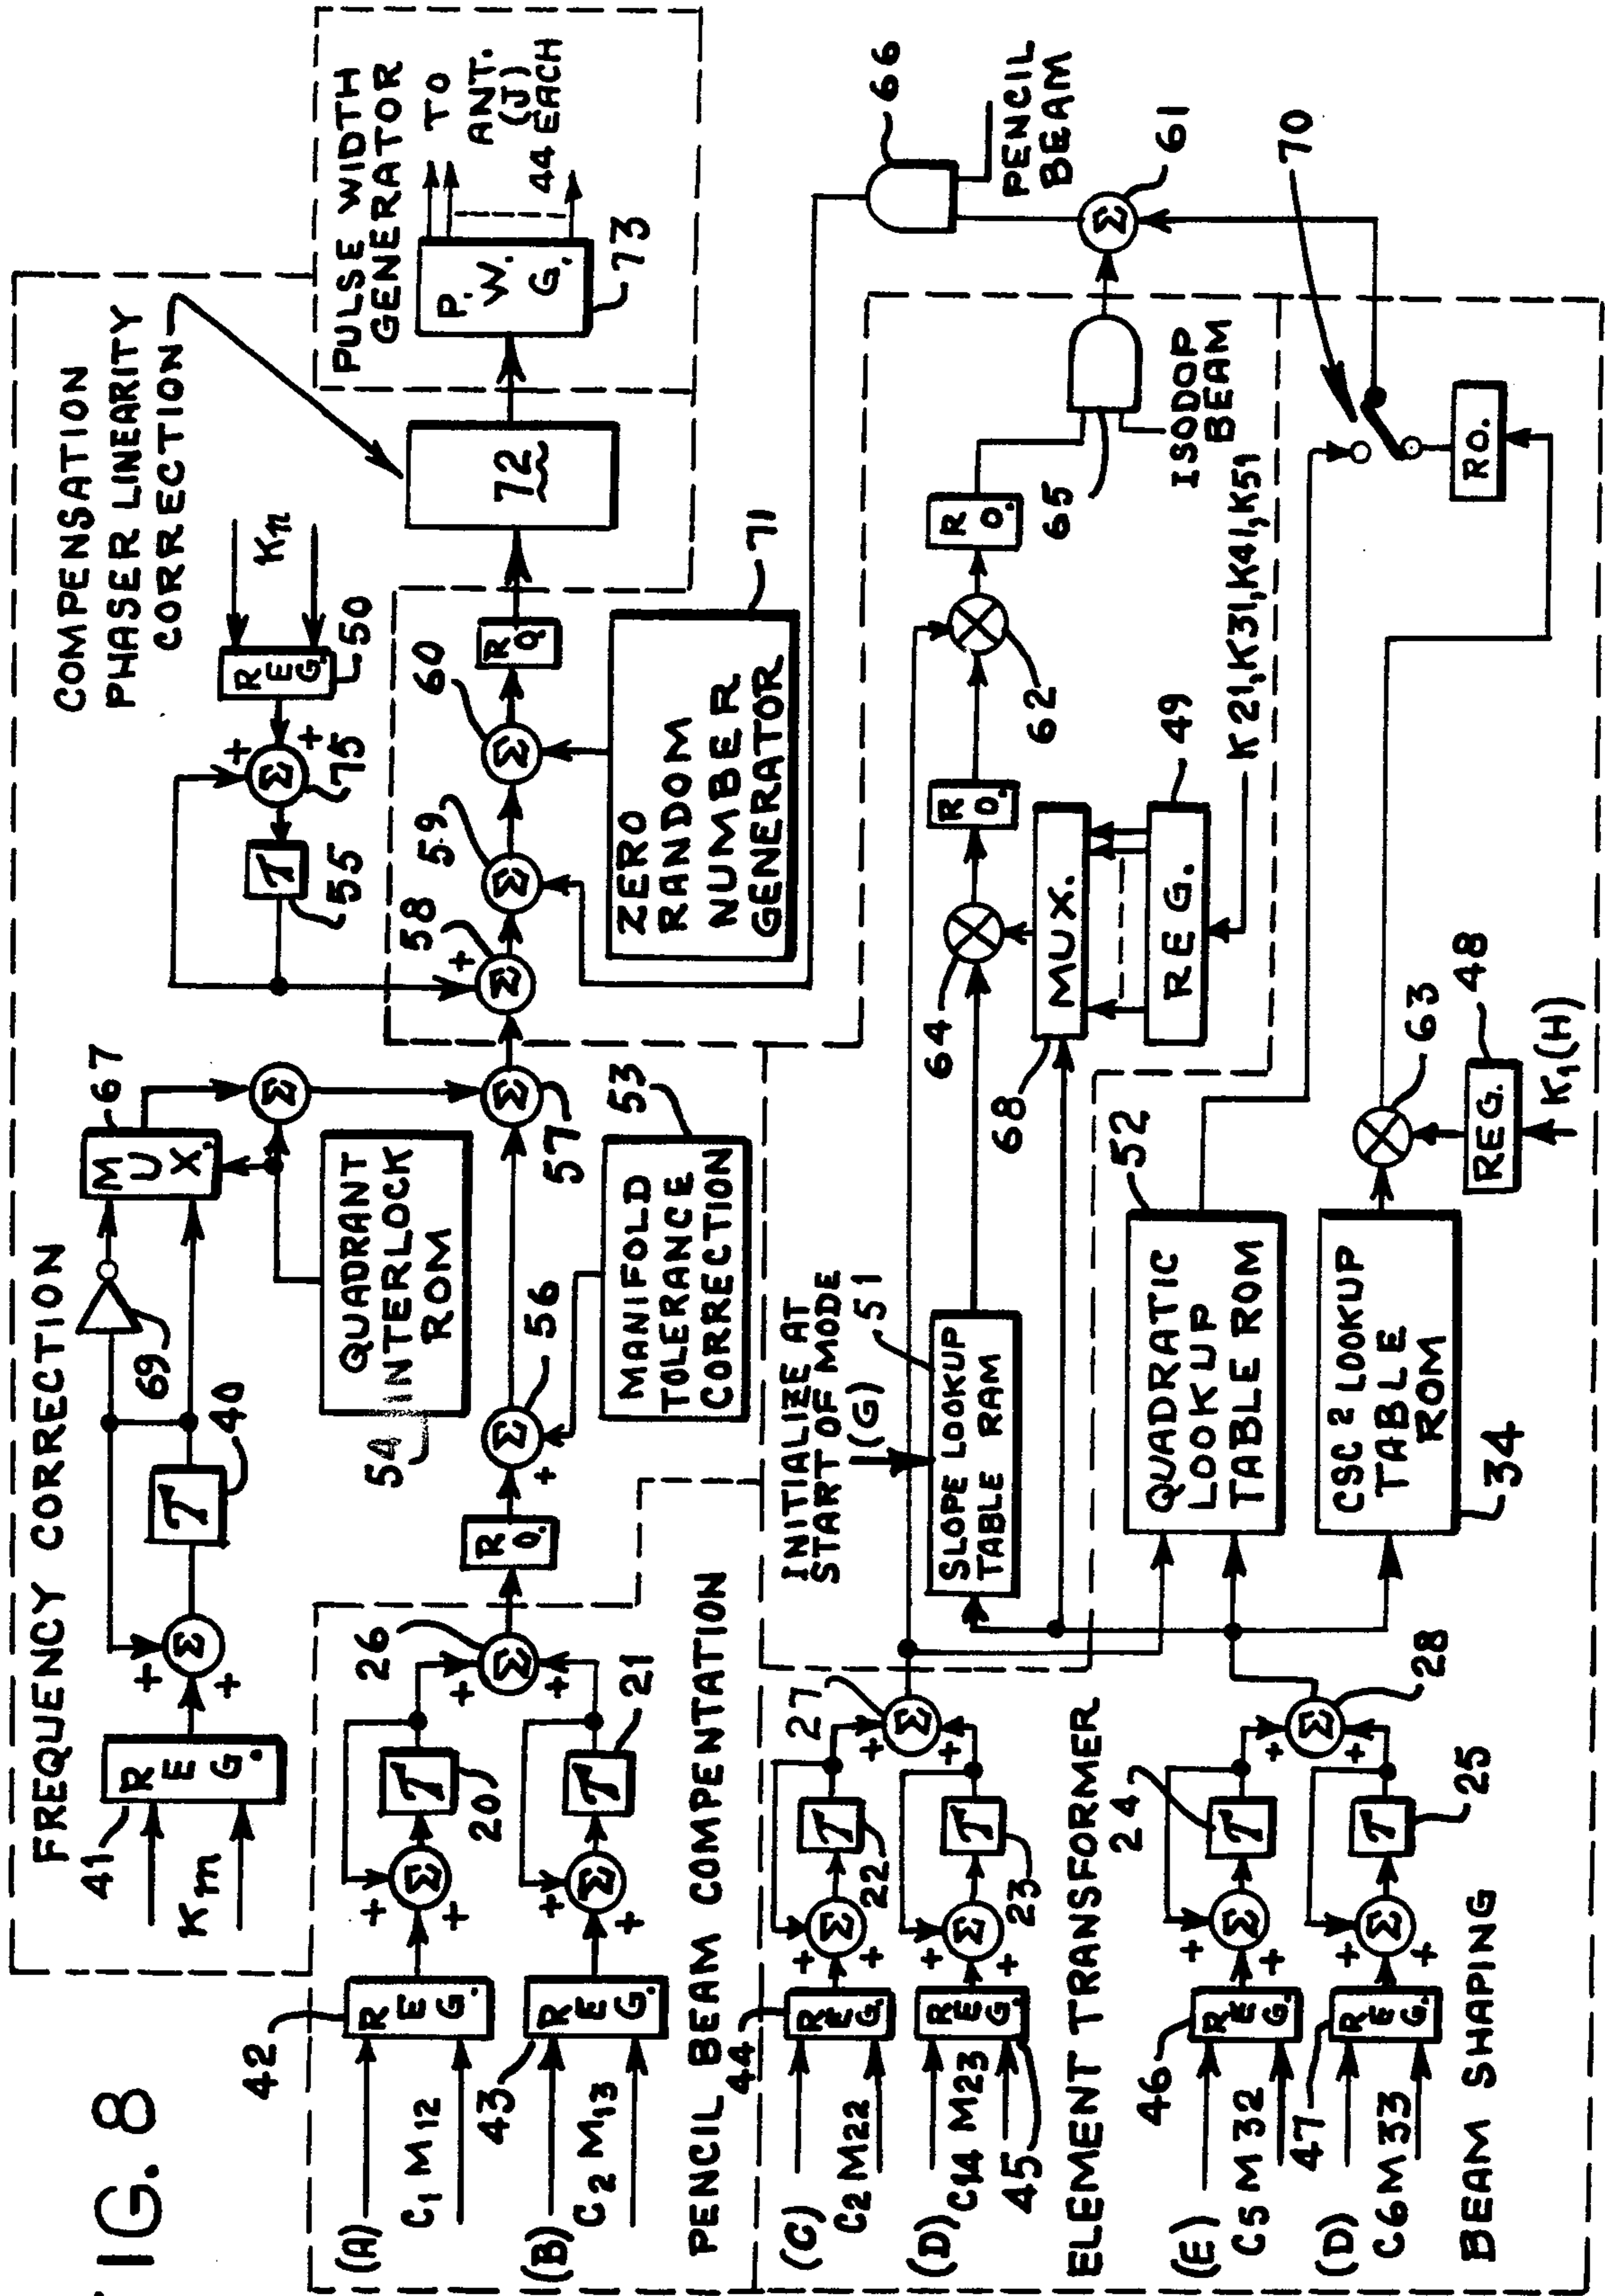 FIG. 8
FREQUENCY CORRECTION
41
Km
REG.
+
+
Σ
T
40
69
MUX.
67
Σ
QUADRANT
INTERLOCK
ROM
54
COMPENSATION
PHASER LINEARITY
CORRECTION
Kn
REG.
50
+
+
Σ
75
T
55
PULSE WIDTH
GENERATOR
P.W.G.
73
TO
ANT.
(J)
44 EACH
72
42
(A)
C1 M12
REG.
+
+
Σ
T
20
+
26
Σ
+
43
(B)
C2 M13
REG.
+
+
Σ
T
21
PENCIL BEAM COMPENTATION
R O.
+
Σ
56
MANIFOLD
TOLERANCE
CORRECTION
53
Σ
57
58
+
Σ
59
Σ
60
Σ
R O.
ZERO
RANDOM
NUMBER
GENERATOR
71
66
PENCIL
BEAM
Σ
61
70
44
(C)
C2 M22
REG.
+
+
Σ
T
22
27
+
Σ
+
(D)
C14 M23
45
REG.
+
+
Σ
T
23
ELEMENT TRANSFORMER
INITIALIZE AT
START OF MODE
(G)
51
SLOPE LOOKUP
TABLE RAM
64
R O.
62
R O.
65
ISODOP
BEAM
MUX.
68
REG.
49
K21,K31,K41,K51
46
(E)
C5 M32
REG.
+
+
Σ
T
24
+
Σ
28
+
47
(D)
C6 M33
REG.
+
+
Σ
T
25
BEAM SHAPING
QUADRATIC
LOOKUP
TABLE ROM
52
CSC 2 LOOKUP
TABLE
ROM
34
63
REG.
48
K1(H)
RO.